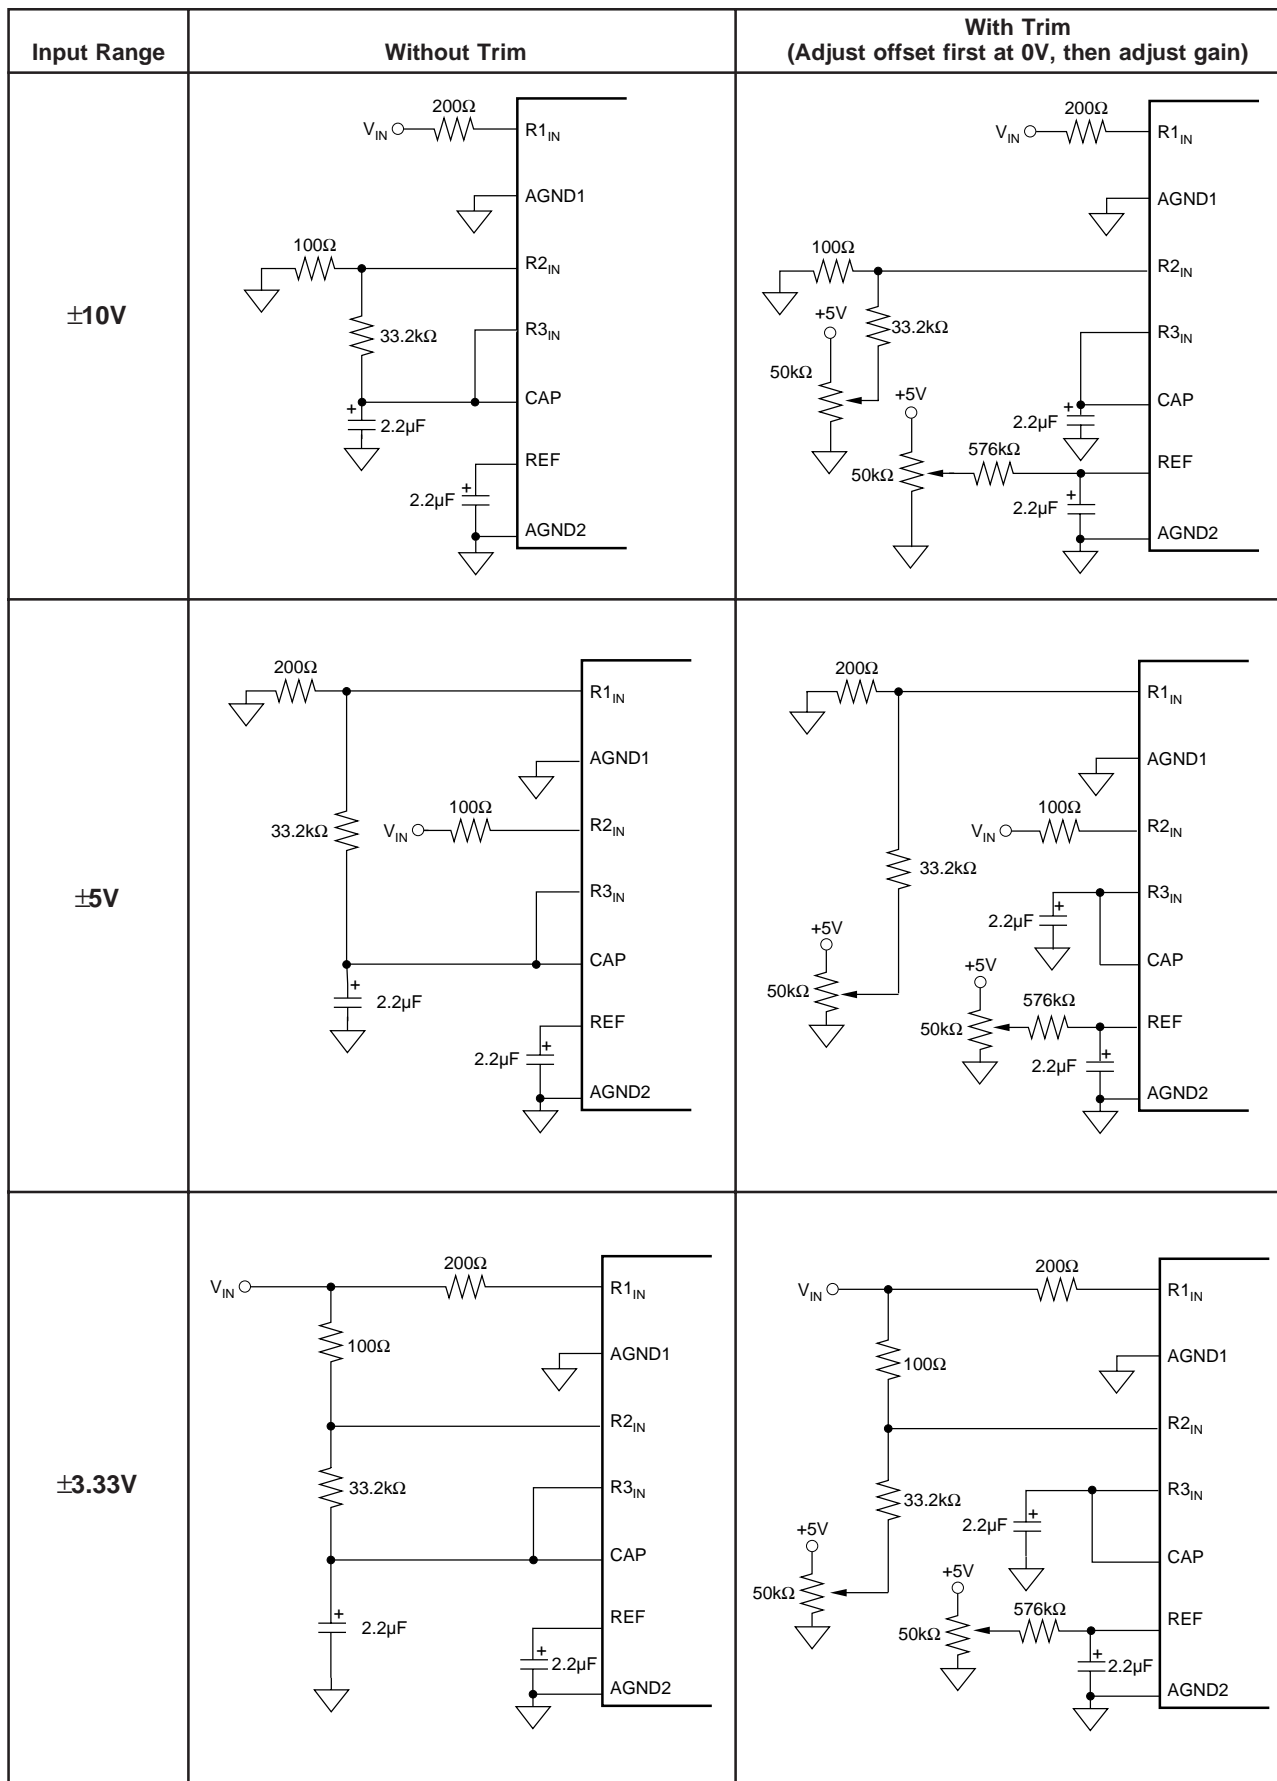 Input Range
Without Trim
With Trim
(Adjust offset first at 0V, then adjust gain)
±10V
200Ω
V_IN
R1_IN
AGND1
100Ω
R2_IN
33.2kΩ
R3_IN
CAP
+
2.2µF
REF
+
2.2µF
AGND2
200Ω
V_IN
R1_IN
AGND1
100Ω
R2_IN
+5V
33.2kΩ
R3_IN
50kΩ
+5V
CAP
+
2.2µF
576kΩ
REF
50kΩ
+
2.2µF
AGND2
±5V
200Ω
R1_IN
AGND1
100Ω
33.2kΩ
V_IN
R2_IN
R3_IN
CAP
+
2.2µF
REF
+
2.2µF
AGND2
200Ω
R1_IN
AGND1
100Ω
V_IN
R2_IN
33.2kΩ
R3_IN
+
2.2µF
+5V
CAP
+5V
50kΩ
576kΩ
REF
50kΩ
+
2.2µF
AGND2
±3.33V
200Ω
V_IN
R1_IN
100Ω
AGND1
R2_IN
33.2kΩ
R3_IN
CAP
+
2.2µF
REF
+
2.2µF
AGND2
200Ω
V_IN
R1_IN
100Ω
AGND1
R2_IN
33.2kΩ
R3_IN
+
2.2µF
+5V
CAP
+5V
50kΩ
576kΩ
REF
50kΩ
+
2.2µF
AGND2